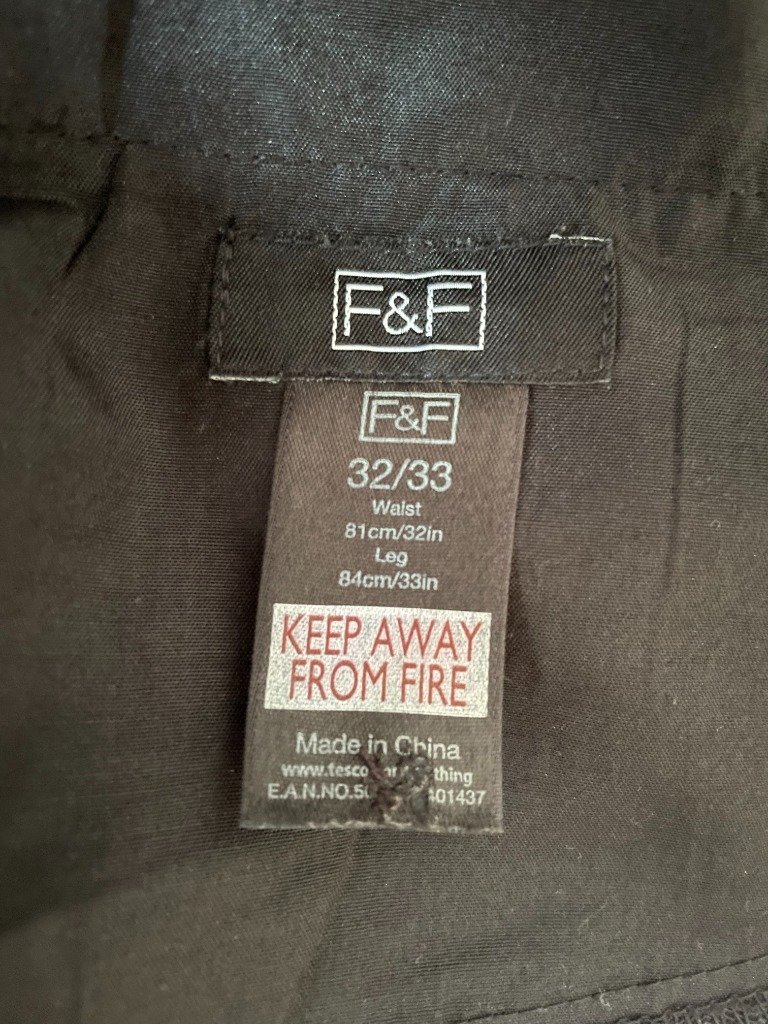 F&F
F&F
32/33
Waist
81cm/32in
Leg
84cm/33in
KEEP AWAY
FROM FIRE
Made in China